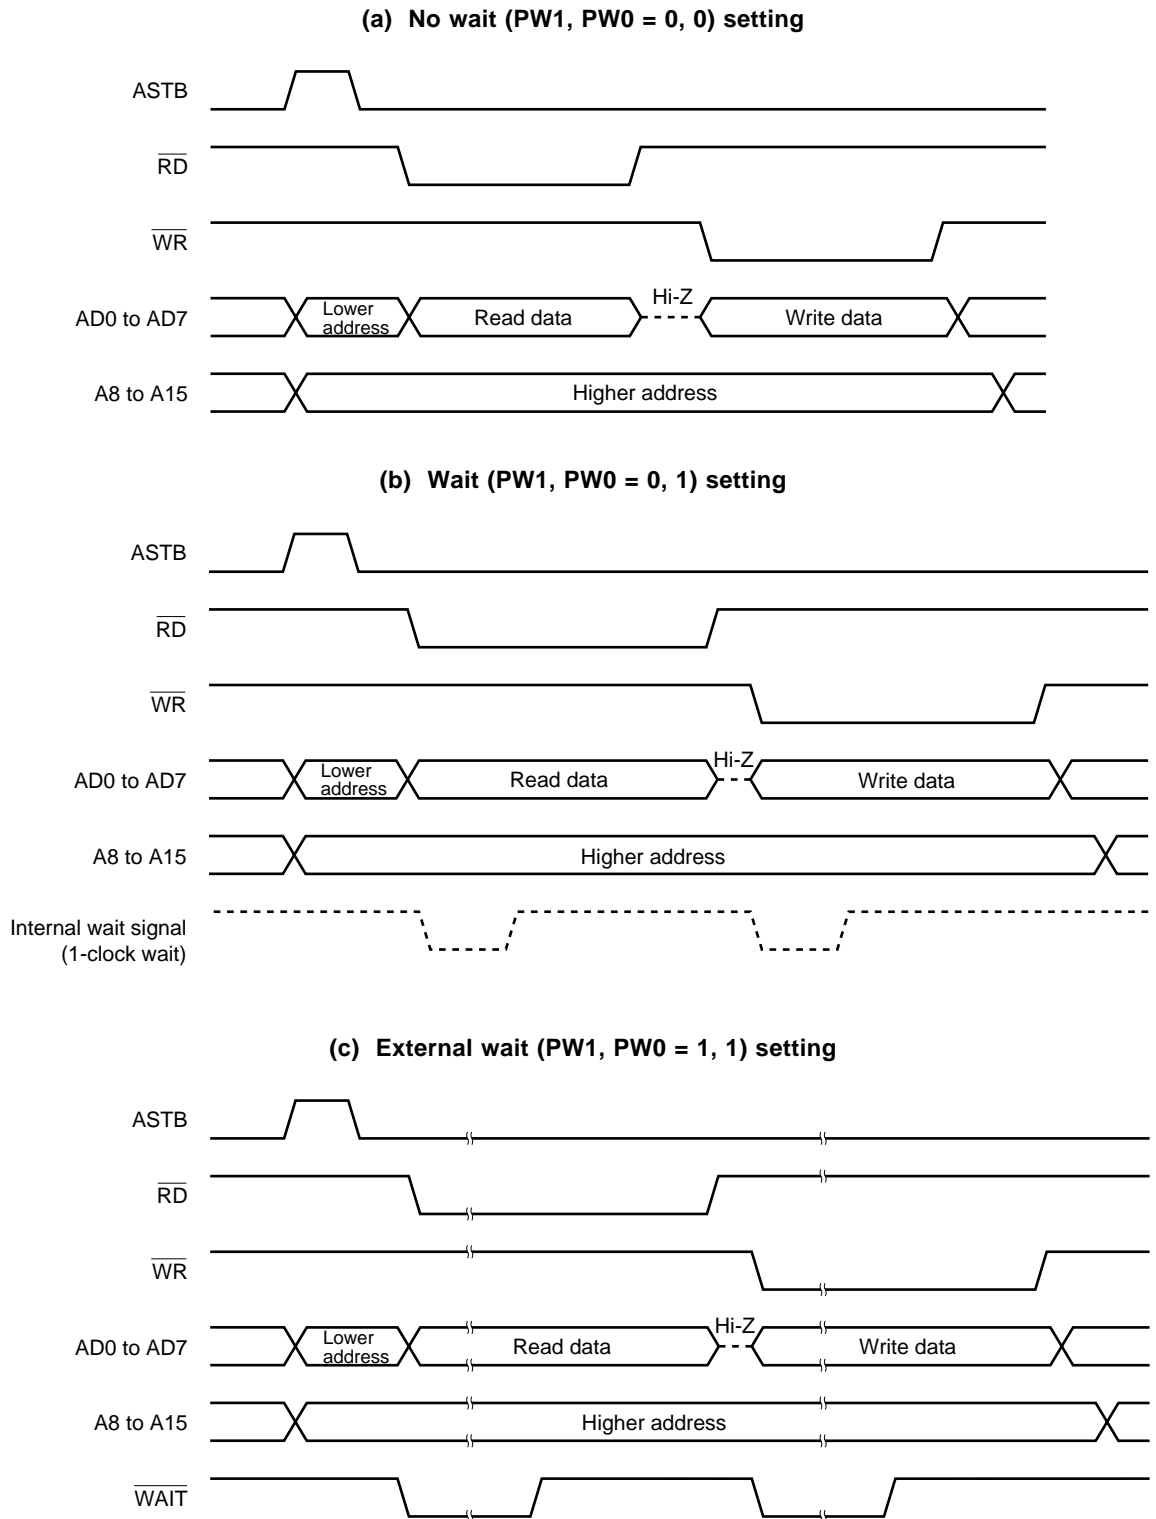 (a) No wait (PW1, PW0 = 0, 0) setting
ASTB
RD
WR
AD0 to AD7
Lower
address
Read data
Hi-Z
Write data
A8 to A15
Higher address
(b) Wait (PW1, PW0 = 0, 1) setting
ASTB
RD
WR
AD0 to AD7
Lower
address
Read data
Hi-Z
Write data
A8 to A15
Higher address
Internal wait signal
(1-clock wait)
(c) External wait (PW1, PW0 = 1, 1) setting
ASTB
RD
WR
AD0 to AD7
Lower
address
Read data
Hi-Z
Write data
A8 to A15
Higher address
WAIT